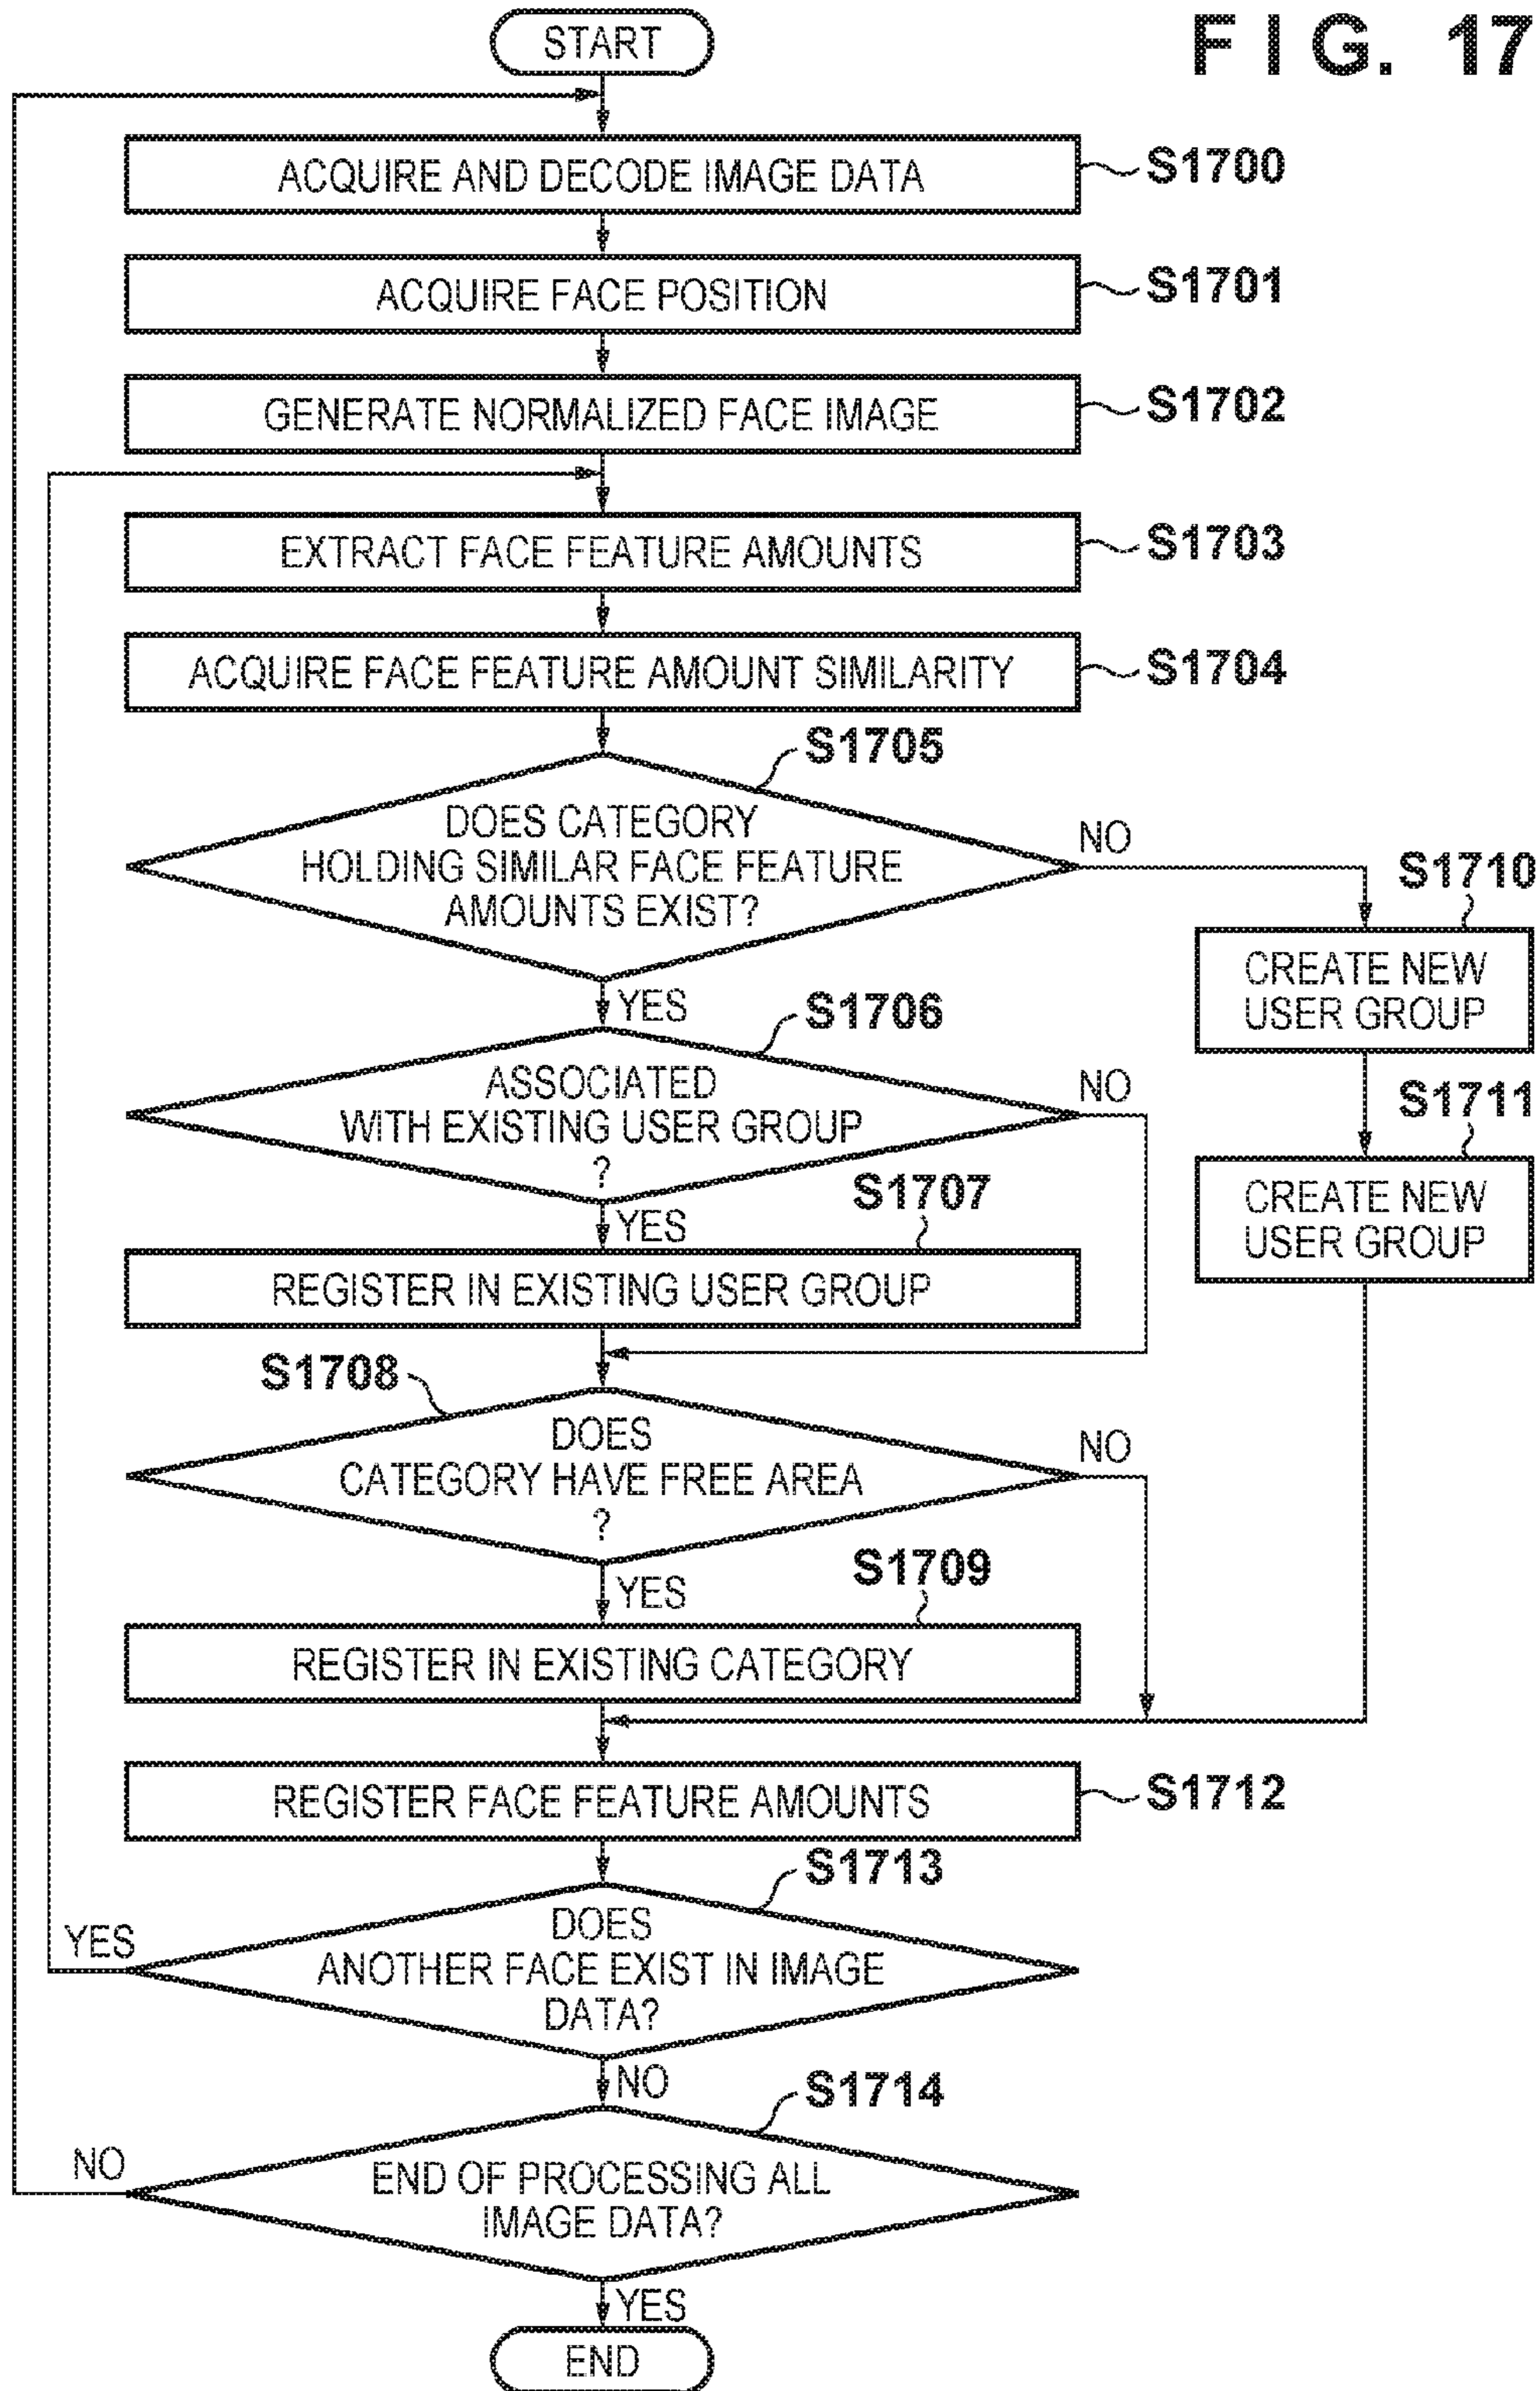 FIG. 17
START
ACQUIRE AND DECODE IMAGE DATA
S1700
ACQUIRE FACE POSITION
S1701
GENERATE NORMALIZED FACE IMAGE
S1702
EXTRACT FACE FEATURE AMOUNTS
S1703
ACQUIRE FACE FEATURE AMOUNT SIMILARITY
S1704
S1705
DOES CATEGORY
HOLDING SIMILAR FACE FEATURE
AMOUNTS EXIST?
NO
YES
S1710
CREATE NEW
USER GROUP
S1706
ASSOCIATED
WITH EXISTING USER GROUP
?
NO
YES
S1711
CREATE NEW
USER GROUP
S1707
REGISTER IN EXISTING USER GROUP
S1708
DOES
CATEGORY HAVE FREE AREA
?
NO
YES
S1709
REGISTER IN EXISTING CATEGORY
REGISTER FACE FEATURE AMOUNTS
S1712
S1713
DOES
ANOTHER FACE EXIST IN IMAGE
DATA?
YES
NO
S1714
END OF PROCESSING ALL
IMAGE DATA?
NO
YES
END